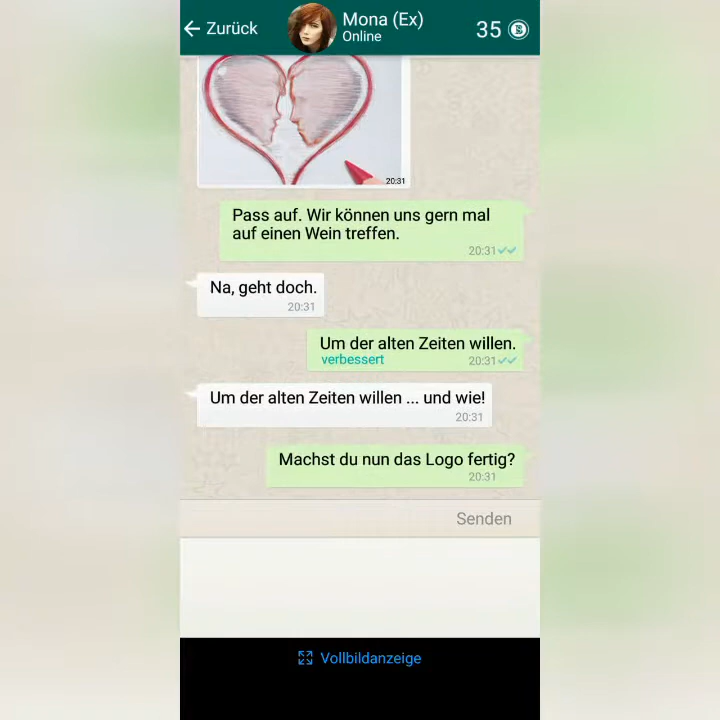 Zurück
Mona (Ex)
Online
35
20:31
Pass auf. Wir können uns gern mal
auf einen Wein treffen.
20:31
Na, geht doch.
20:31
Um der alten Zeiten willen.
verbessert 20:31
Um der alten Zeiten willen ... und wie!
20:31
Machst du nun das Logo fertig?
20:31
Senden
Vollbildanzeige